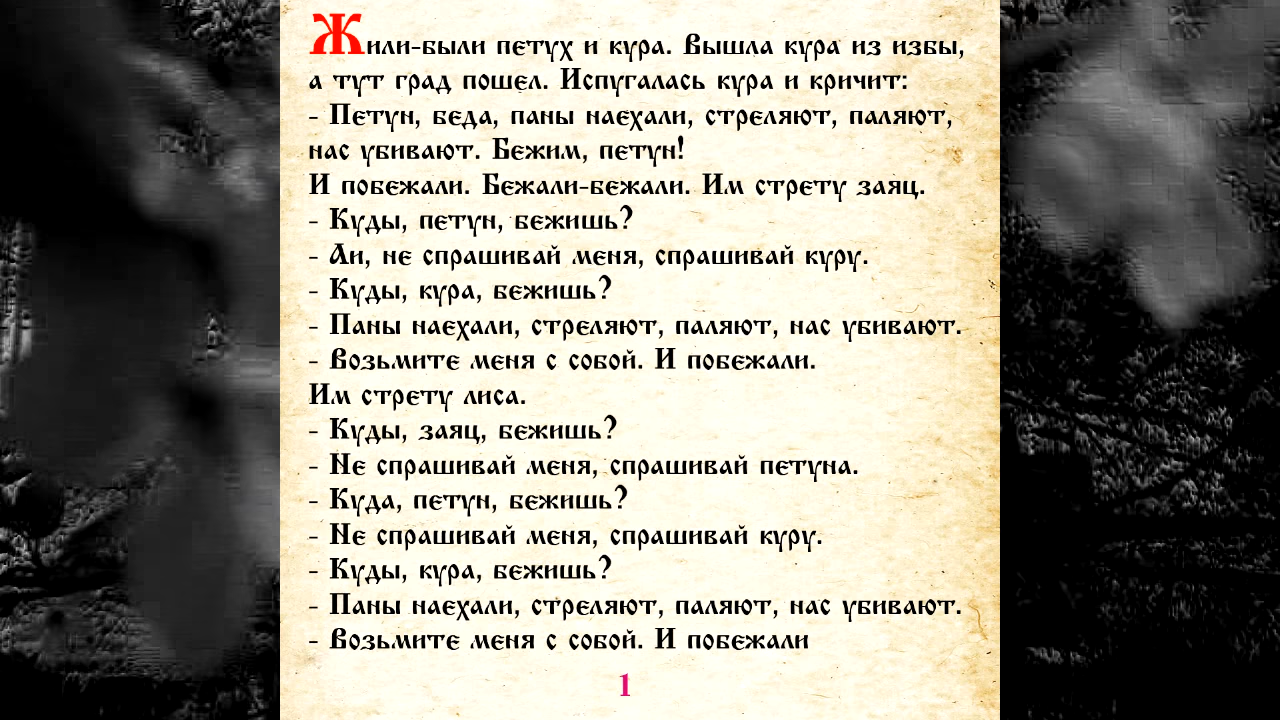 Жили-были петух и кура. Вышла кура из избы,
а тут град пошел. Испугалась кура и кричит:
- Петун, беда, паны наехали, стреляют, паляют,
нас убивают. Бежим, петун!
И побежали. Бежали-бежали. Им стрету заяц.
- Куды, петун, бежишь?
- Аи, не спрашивай меня, спрашивай куру.
- Куды, кура, бежишь?
- Паны наехали, стреляют, паляют, нас убивают.
- Возьмите меня с собой. И побежали.
Им стрету лиса.
- Куды, заяц, бежишь?
- Не спрашивай меня, спрашивай петуна.
- Куда, петун, бежишь?
- Не спрашивай меня, спрашивай куру.
- Куды, кура, бежишь?
- Паны наехали, стреляют, паляют, нас убивают.
- Возьмите меня с собой. И побежали
1